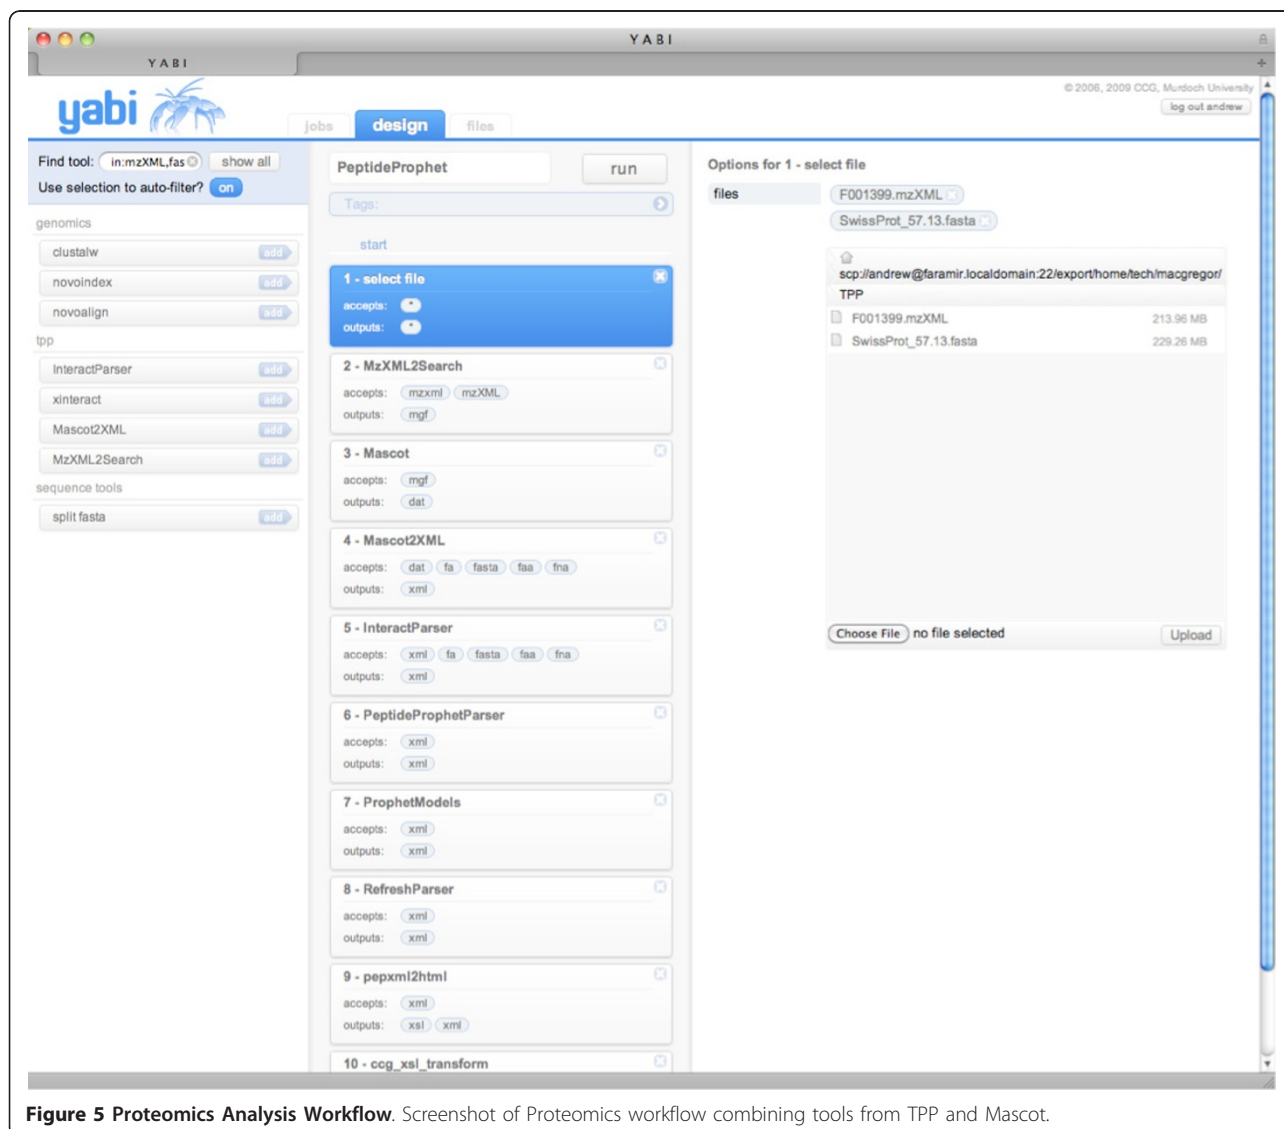 YABI
YABI
© 2006, 2009 CCG, Murdoch University
log out andrew
yabi
jobs
design
files
Find tool: in:mzXML,fas show all
Use selection to auto-filter? on
genomics
clustalw add
novoindex add
novoalign add
tpp
InteractParser add
xinteract add
Mascot2XML add
MzXML2Search add
sequence tools
split fasta add
PeptideProphet run
Tags:
start
1 - select file
accepts: *
outputs: *
2 - MzXML2Search
accepts: mzxml mzXML
outputs: mgf
3 - Mascot
accepts: mgf
outputs: dat
4 - Mascot2XML
accepts: dat fa fasta faa fna
outputs: xml
5 - InteractParser
accepts: xml fa fasta faa fna
outputs: xml
6 - PeptideProphetParser
accepts: xml
outputs: xml
7 - ProphetModels
accepts: xml
outputs: xml
8 - RefreshParser
accepts: xml
outputs: xml
9 - pepxml2html
accepts: xml
outputs: xsl xml
10 - ccg_xsl_transform
Options for 1 - select file
files F001399.mzXML
SwissProt_57.13.fasta
scp://andrew@faramir.localdomain:22/export/home/tech/macgregor/
TPP
F001399.mzXML 213.96 MB
SwissProt_57.13.fasta 229.26 MB
Choose File no file selected Upload
Figure 5 Proteomics Analysis Workflow. Screenshot of Proteomics workflow combining tools from TPP and Mascot.